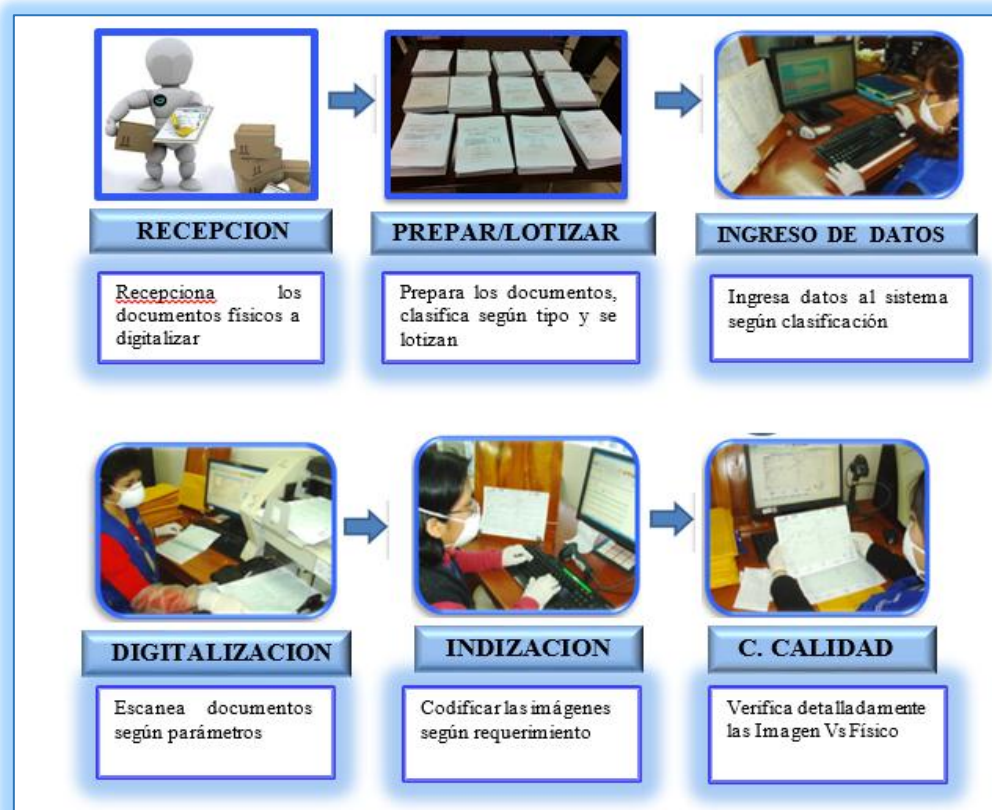 RECEPCION
PREPAR/LOTIZAR
INGRESO DE DATOS
Recepciona los
documentos físicos a
digitalizar
Prepara los documentos,
clasifica según tipo y se
lotizan
Ingresa datos al sistema
según clasificación
DIGITALIZACION
INDIZACION
C. CALIDAD
Escanea documentos
según parámetros
Codificar las imágenes
según requerimiento
Verifica detalladamente
las Imagen Vs Físico